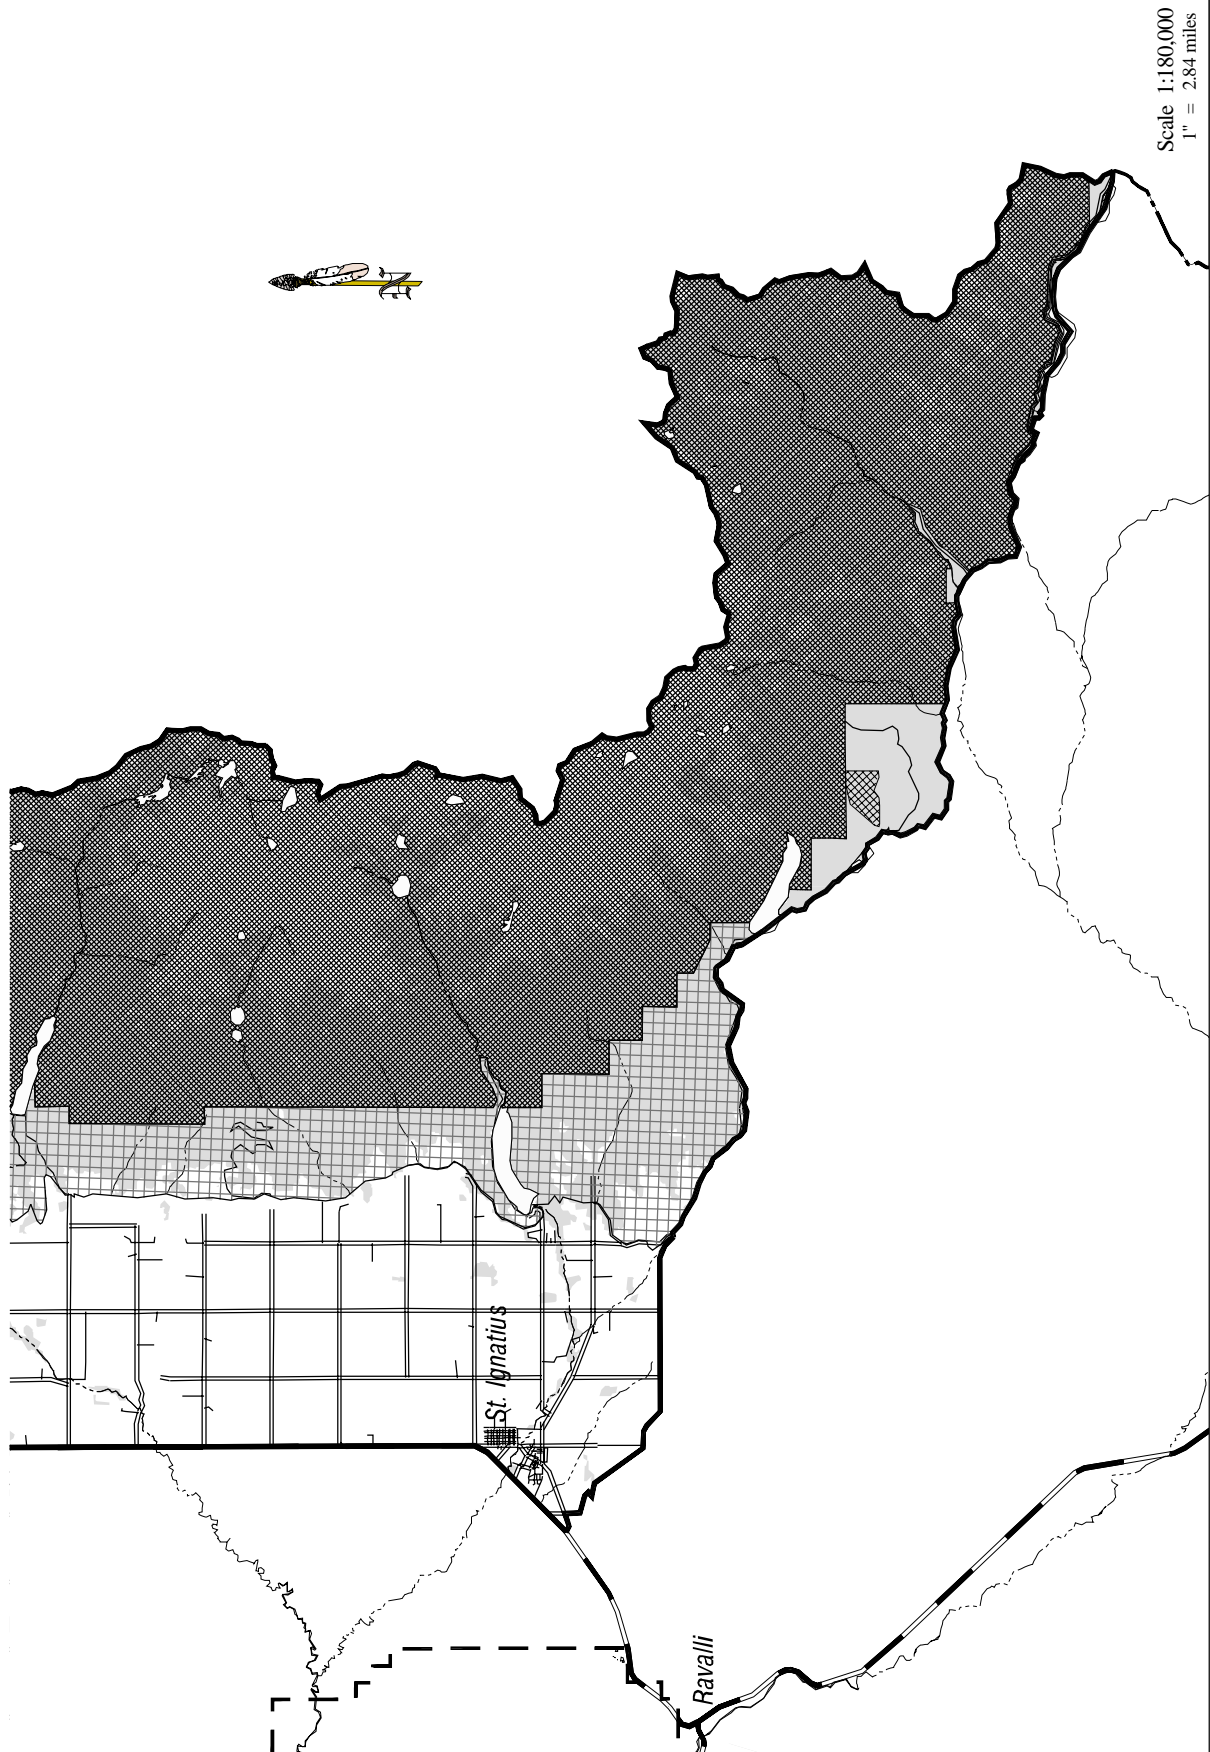 Scale 1:180,000
1" = 2.84 miles
St. Ignatius
Ravalli